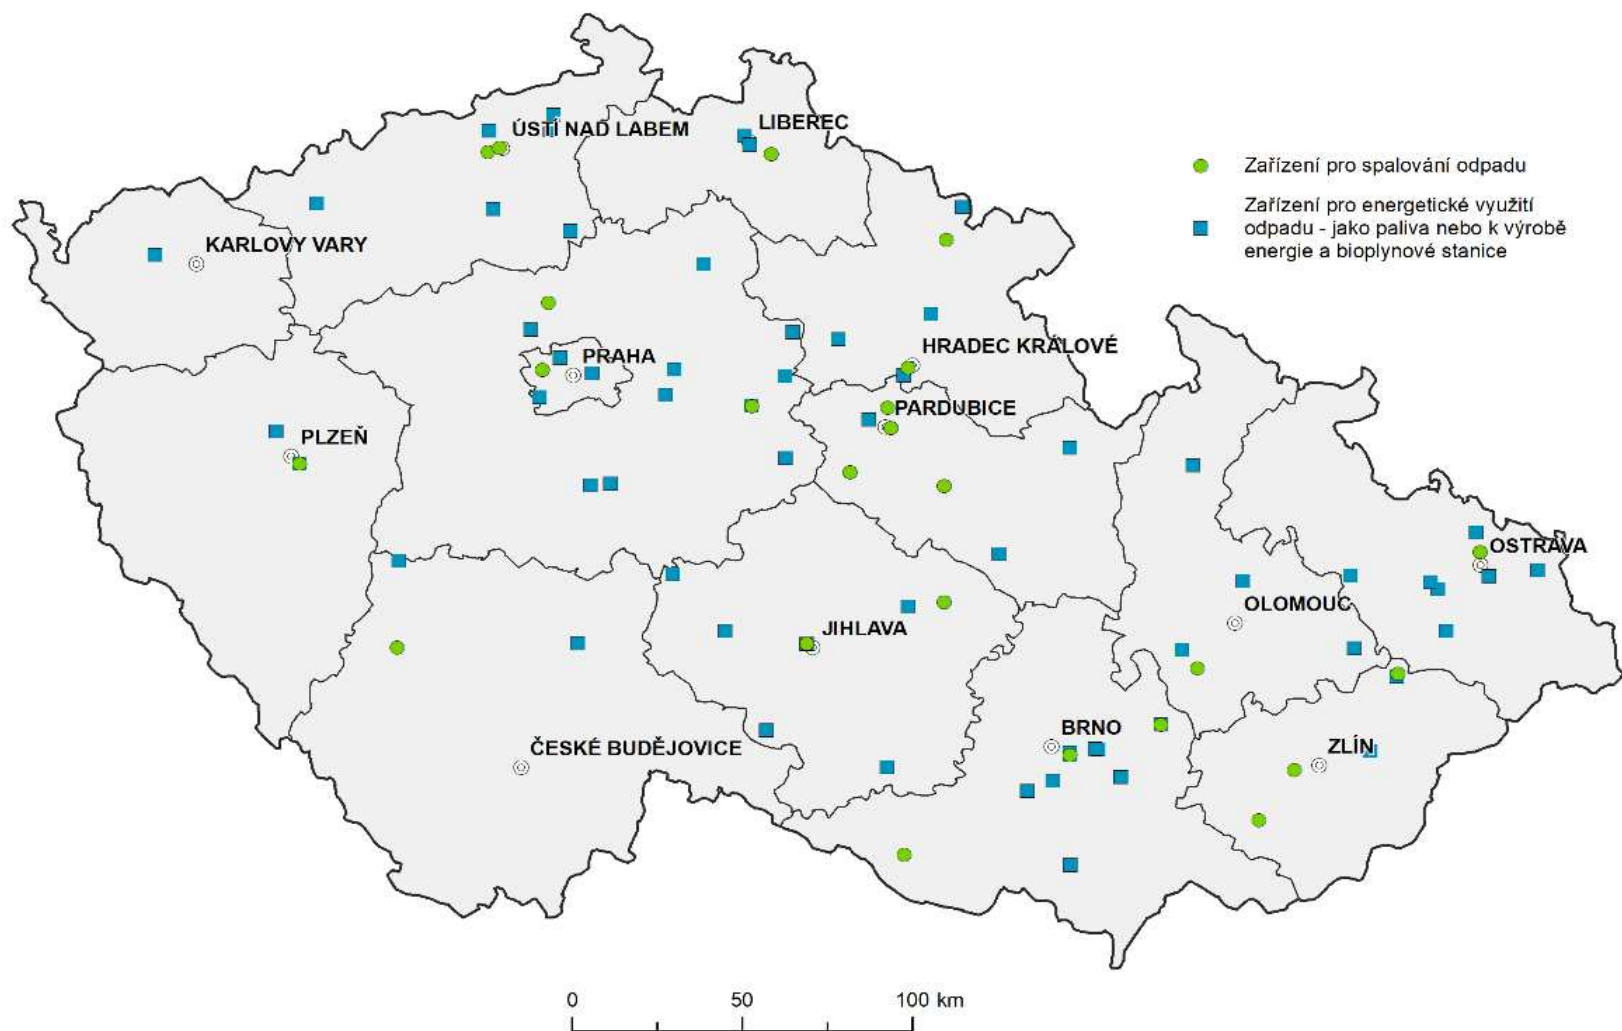 ÚSTÍ NAD LABEM
LIBEREC
Zařízení pro spalování odpadu
Zařízení pro energetické využití
odpadu - jako paliva nebo k výrobě
energie a bioplynové stanice
KARLOVY VARY
PRAHA
HRADEC KRÁLOVÉ
PARDUBICE
PLZEŇ
OSTRAVA
OLOMOUC
JIHLAVA
BRNO
ČESKÉ BUDĚJOVICE
ZLÍN
0 50 100 km